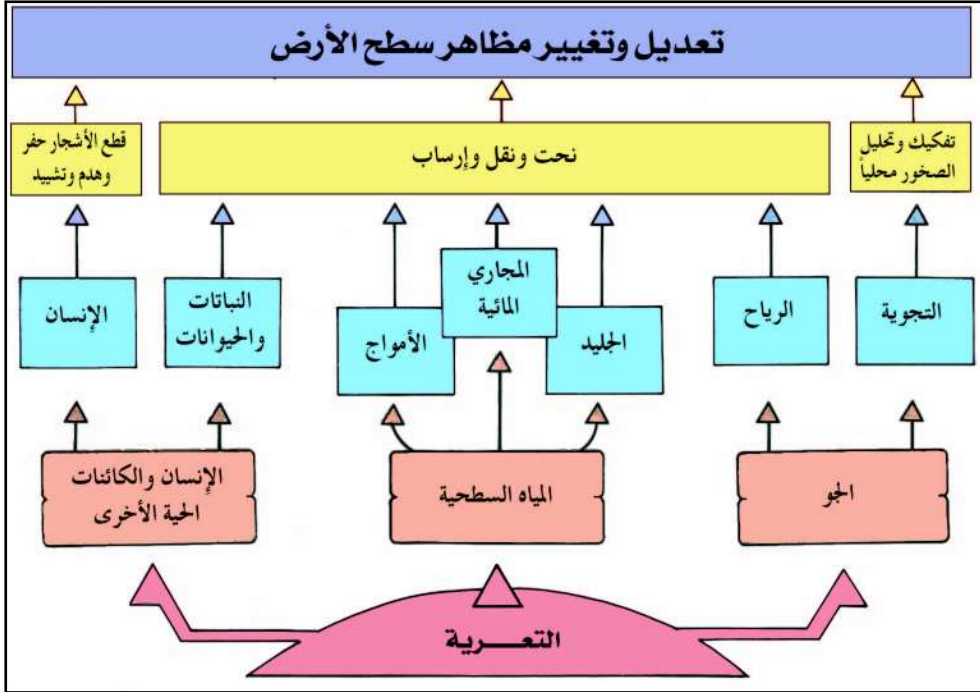 تعديل وتغيير مظاهر سطح الأرض
تفكيك وتحليل
الصخور محلياً
نحت ونقل وإرساب
قطع الأشجار حفر
وهدم وتشييد
التجوية
الرياح
الجليد
المجاري
المائية
الأمواج
النباتات
والحيوانات
الإنسان
الجو
المياه السطحية
الإنسان والكائنات
الحية الأخرى
التعـــرية